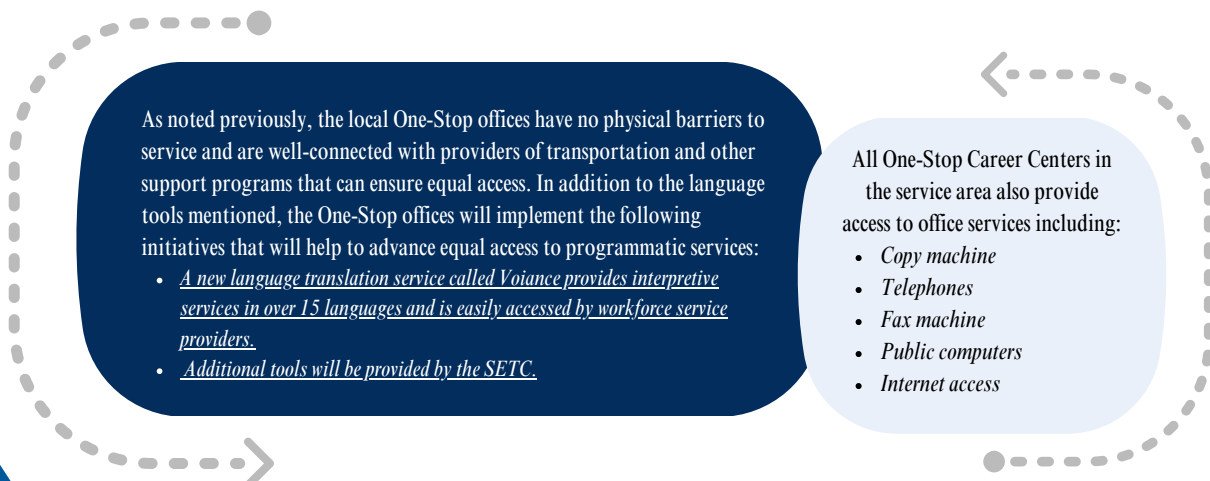 As noted previously, the local One-Stop offices have no physical barriers to
service and are well-connected with providers of transportation and other
support programs that can ensure equal access. In addition to the language
tools mentioned, the One-Stop offices will implement the following
initiatives that will help to advance equal access to programmatic services:
• A new language translation service called Voiance provides interpretive
services in over 15 languages and is easily accessed by workforce service
providers.
• Additional tools will be provided by the SETC.
All One-Stop Career Centers in
the service area also provide
access to office services including:
• Copy machine
• Telephones
• Fax machine
• Public computers
• Internet access